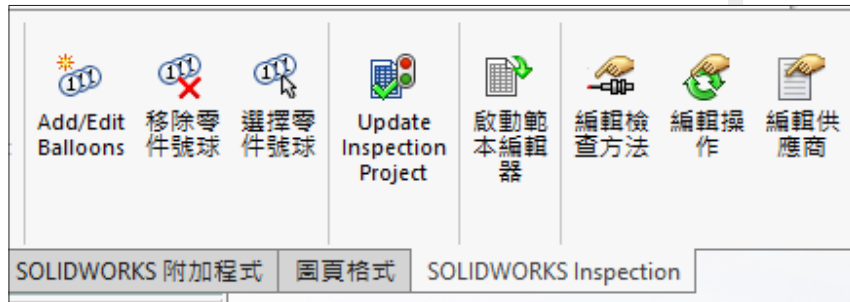 Add/Edit
Balloons
移除零
件號球
選擇零
件號球
Update
Inspection
Project
啟動範
本編輯
器
編輯檢
查方法
編輯操
作
編輯供
應商
SOLIDWORKS 附加程式
圖頁格式
SOLIDWORKS Inspection